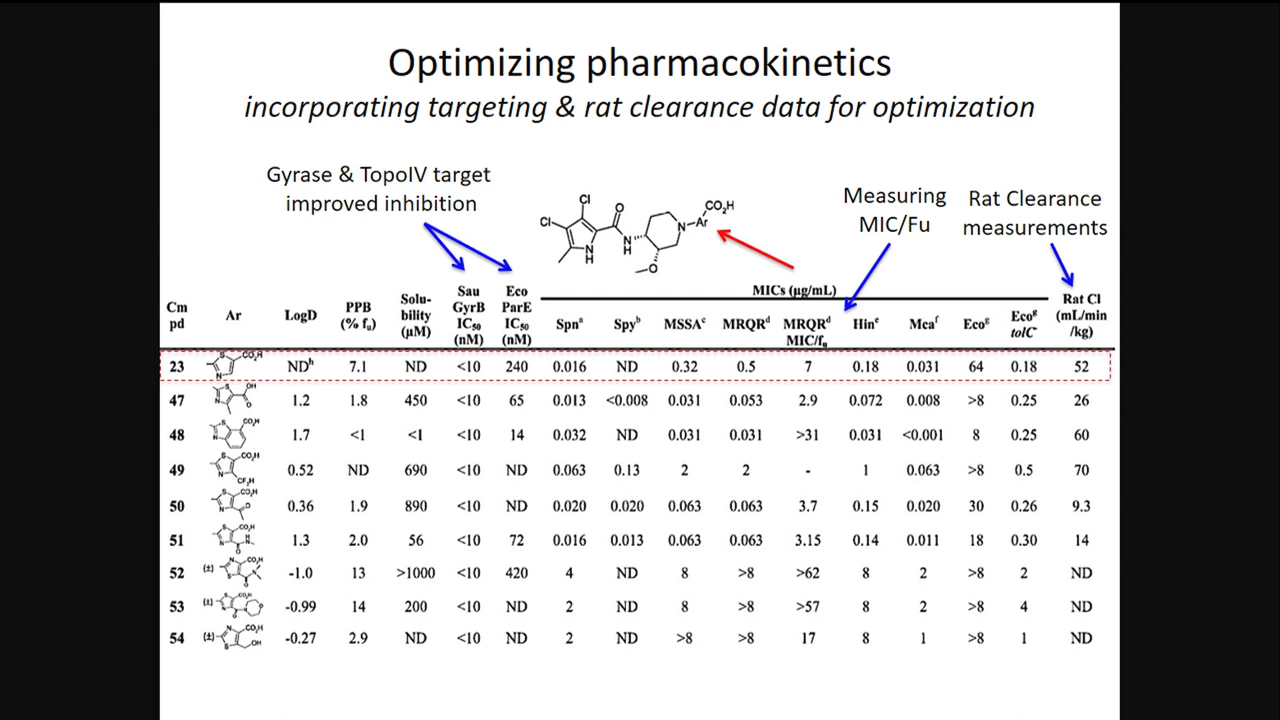 Optimizing pharmacokinetics
incorporating targeting & rat clearance data for optimization
Gyrase & TopoIV target
improved inhibition
Measuring
MIC/Fu
Rat Clearance
measurements
Cl
Cl
O
N
H
N
H
N
Ar
CO₂H
O
MICs (µg/mL)
Cm pd Ar LogD PPB (% fᵤ) Solu- bility (µM) Sau GyrB IC₅₀ (nM) Eco ParE IC₅₀ (nM) Spnᵃ Spyᵇ MSSAᶜ MRQRᵈ MRQRᵈ MIC/fᵤ Hinᵉ Mcaᶠ Ecoᵍ Ecoᵍ tolC⁻ Rat Cl (mL/min /kg)
23 NDʰ 7.1 ND <10 240 0.016 ND 0.32 0.5 7 0.18 0.031 64 0.18 52
47 1.2 1.8 450 <10 65 0.013 <0.008 0.031 0.053 2.9 0.072 0.008 >8 0.25 26
48 1.7 <1 <1 <10 14 0.032 ND 0.031 0.031 >31 0.031 <0.001 8 0.25 60
49 0.52 ND 690 <10 ND 0.063 0.13 2 2 - 1 0.063 >8 0.5 70
50 0.36 1.9 890 <10 ND 0.020 0.020 0.063 0.063 3.7 0.15 0.020 30 0.26 9.3
51 1.3 2.0 56 <10 72 0.016 0.013 0.063 0.063 3.15 0.14 0.011 18 0.30 14
52 (±) -1.0 13 >1000 <10 420 4 ND 8 >8 >62 8 2 >8 2 ND
53 (±) -0.99 14 200 <10 ND 2 ND 8 >8 >57 8 2 >8 4 ND
54 (±) -0.27 2.9 ND <10 ND 2 ND >8 >8 17 8 1 >8 1 ND